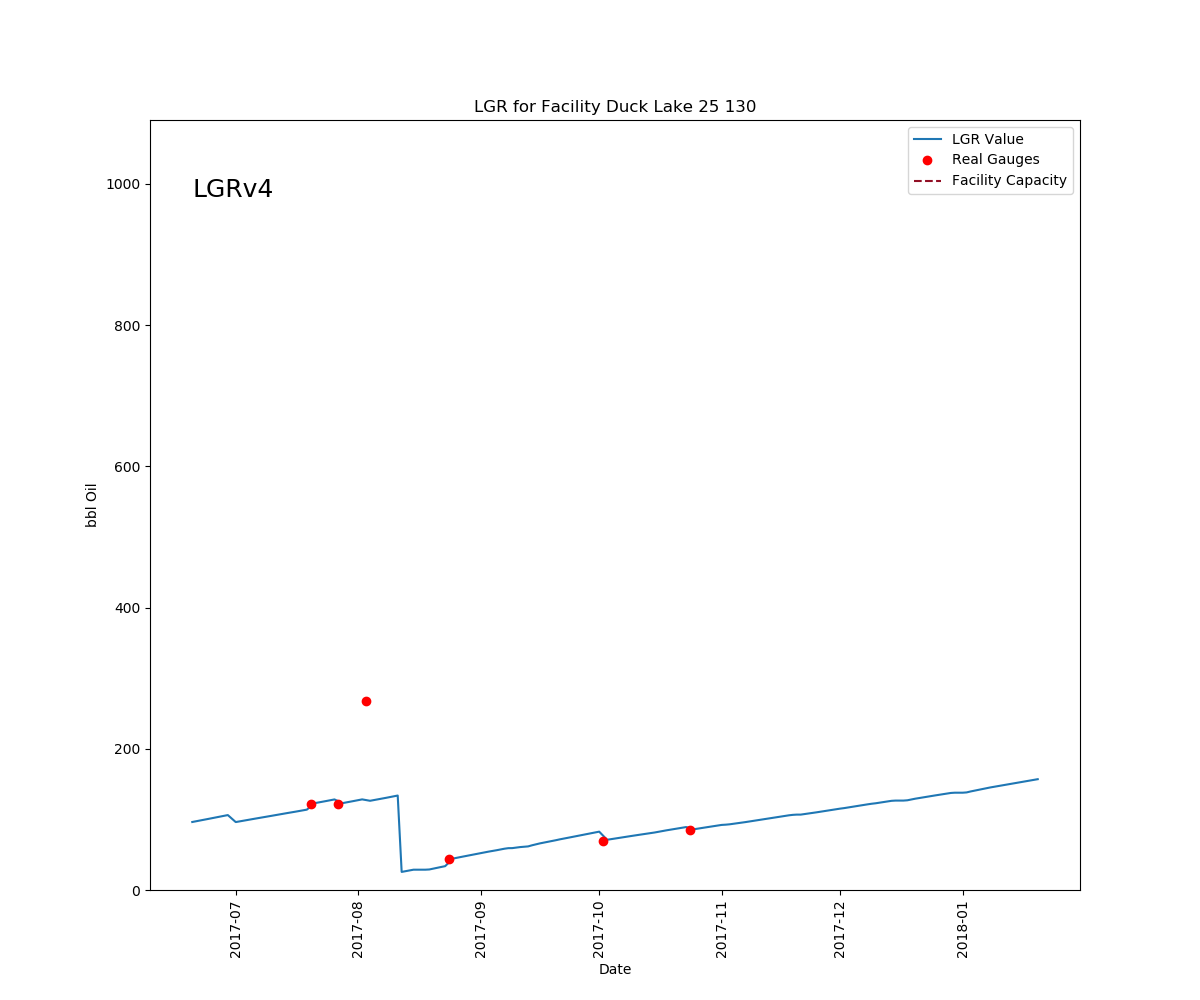 LGR for Facility Duck Lake 25 130
LGRv4
LGR Value
Real Gauges
Facility Capacity
bbl Oil
1000
800
600
400
200
0
2017-07
2017-08
2017-09
2017-10
2017-11
2017-12
2018-01
Date